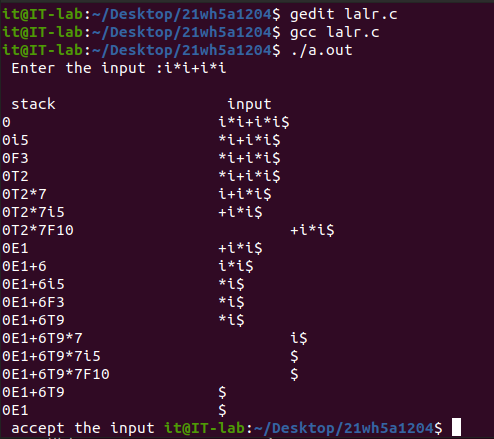 it@IT-lab:~/Desktop/21wh5a1204$ gedit lalr.c
it@IT-lab:~/Desktop/21wh5a1204$ gcc lalr.c
it@IT-lab:~/Desktop/21wh5a1204$ ./a.out
Enter the input :i*i+i*i
stack input
0 i*i+i*i$
0i5 *i+i*i$
0F3 *i+i*i$
0T2 *i+i*i$
0T2*7 i+i*i$
0T2*7i5 +i*i$
0T2*7F10 +i*i$
0E1 +i*i$
0E1+6 i*i$
0E1+6i5 *i$
0E1+6F3 *i$
0E1+6T9 *i$
0E1+6T9*7 i$
0E1+6T9*7i5 $
0E1+6T9*7F10 $
0E1+6T9 $
0E1 $
accept the input it@IT-lab:~/Desktop/21wh5a1204$